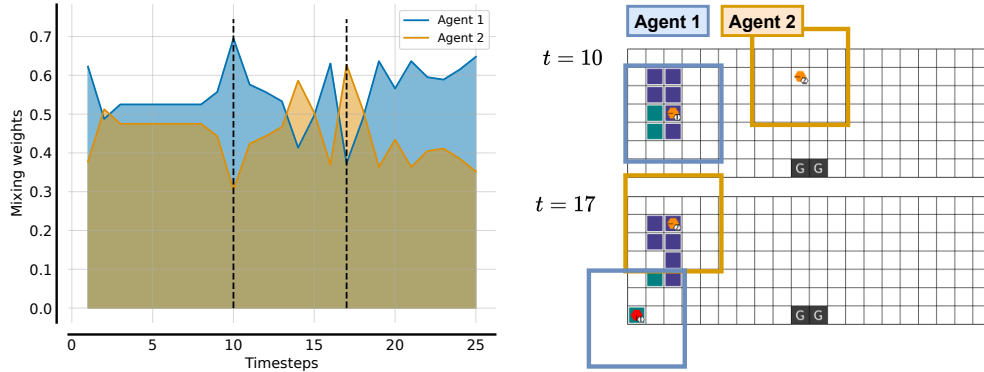 Mixing weights
0.7
0.6
0.5
0.4
0.3
0.2
0.1
0.0
0 5 10 15 20 25
Timesteps
Agent 1
Agent 2
Agent 1 Agent 2
t = 10
G G
t = 17
G G